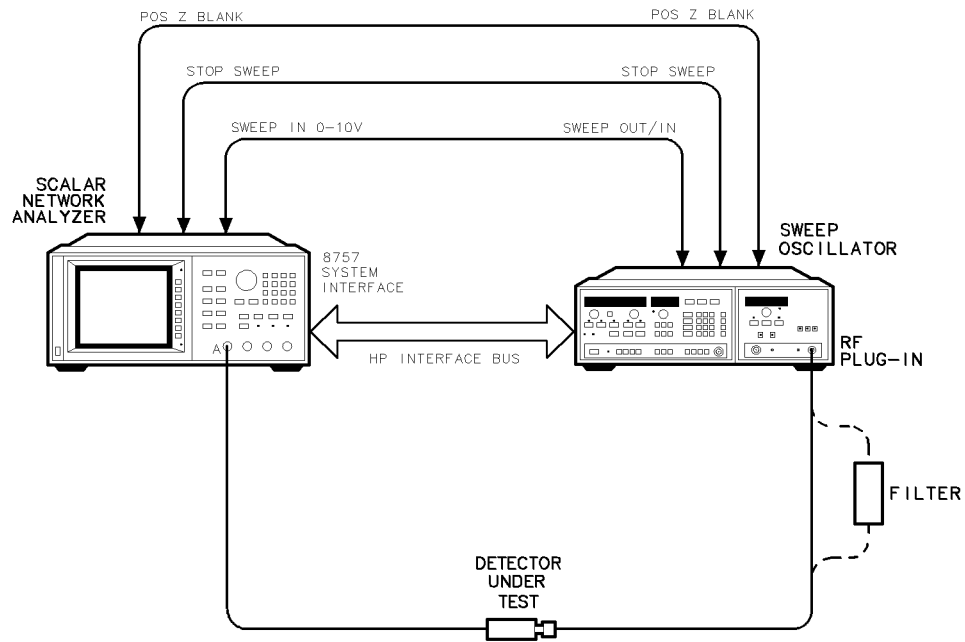 POS Z BLANK
POS Z BLANK
STOP SWEEP
STOP SWEEP
SWEEP IN 0-10V
SWEEP OUT/IN
SCALAR
NETWORK
ANALYZER
SWEEP
OSCILLATOR
8757
SYSTEM
INTERFACE
HP INTERFACE BUS
A
RF
PLUG-IN
FILTER
DETECTOR
UNDER
TEST